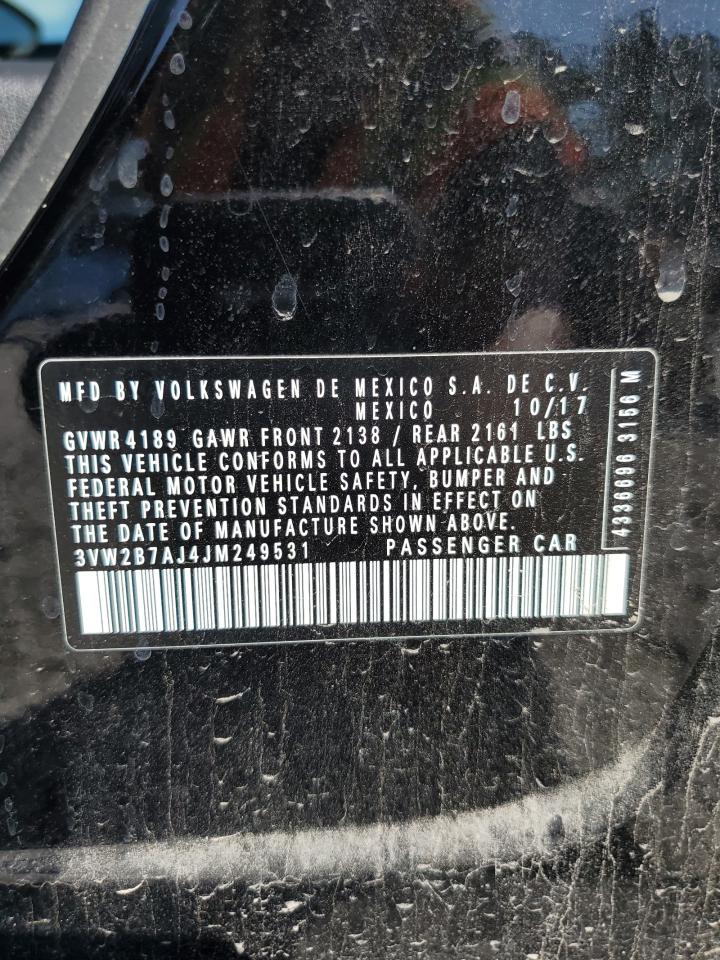 MFD BY VOLKSWAGEN DE MEXICO S.A. DE C.V.
MEXICO 10/17
GVWR 4189 GAWR FRONT 2138 / REAR 2161 LBS
THIS VEHICLE CONFORMS TO ALL APPLICABLE U.S.
FEDERAL MOTOR VEHICLE SAFETY, BUMPER AND
THEFT PREVENTION STANDARDS IN EFFECT ON
THE DATE OF MANUFACTURE SHOWN ABOVE.
3VW2B7AJ4JM249531 PASSENGER CAR
4336696 3156 M